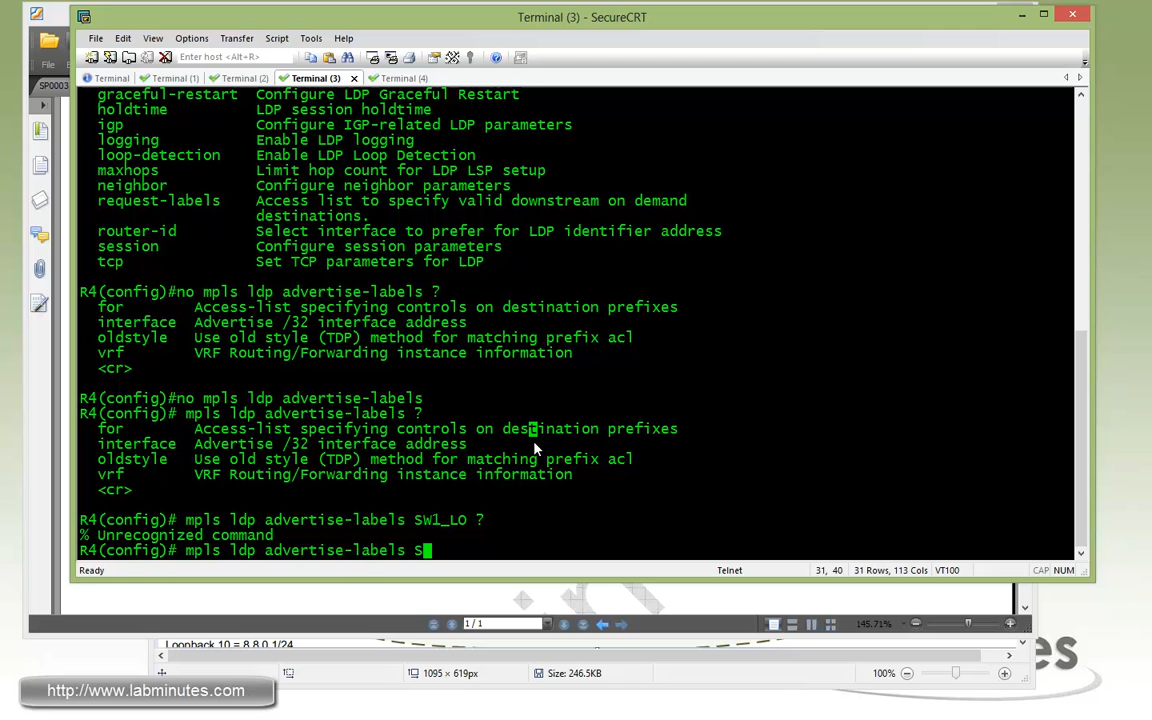 Terminal (3) - SecureCRT
File Edit View Options Transfer Script Tools Help
Enter host <Alt+R>
File
Terminal Terminal (1) Terminal (2) Terminal (3) Terminal (4)
SP0003
graceful-restart Configure LDP Graceful Restart
holdtime LDP session holdtime
igp Configure IGP-related LDP parameters
logging Enable LDP logging
loop-detection Enable LDP Loop Detection
maxhops Limit hop count for LDP LSP setup
neighbor Configure neighbor parameters
request-labels Access list to specify valid downstream on demand
destinations.
router-id Select interface to prefer for LDP identifier address
session Configure session parameters
tcp Set TCP parameters for LDP
R4(config)#no mpls ldp advertise-labels ?
for Access-list specifying controls on destination prefixes
interface Advertise /32 interface address
oldstyle Use old style (TDP) method for matching prefix acl
vrf VRF Routing/Forwarding instance information
<cr>
R4(config)#no mpls ldp advertise-labels
R4(config)# mpls ldp advertise-labels ?
for Access-list specifying controls on destination prefixes
interface Advertise /32 interface address
oldstyle Use old style (TDP) method for matching prefix acl
vrf VRF Routing/Forwarding instance information
<cr>
R4(config)# mpls ldp advertise-labels SW1_LO ?
% Unrecognized command
R4(config)# mpls ldp advertise-labels S
Ready Telnet 31, 40 31 Rows, 113 Cols VT100 CAP NUM
1 / 1 145.71%
Loopback 10 = 8.8.0.1/24
1095 × 619px Size: 246.5KB 100%
http://www.labminutes.com